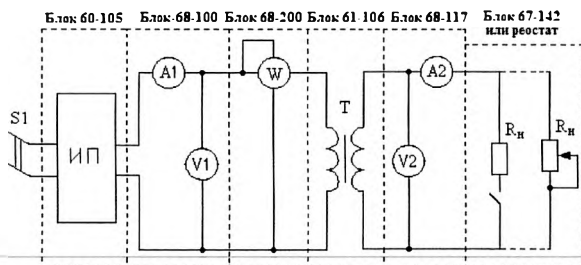 Блок 60-105
Блок 68-100
Блок 68-200
Блок 61-106
Блок 68-117
Блок 67-142
или реостат
S1
ИП
A1
V1
W
T
V2
A2
Rн
Rн